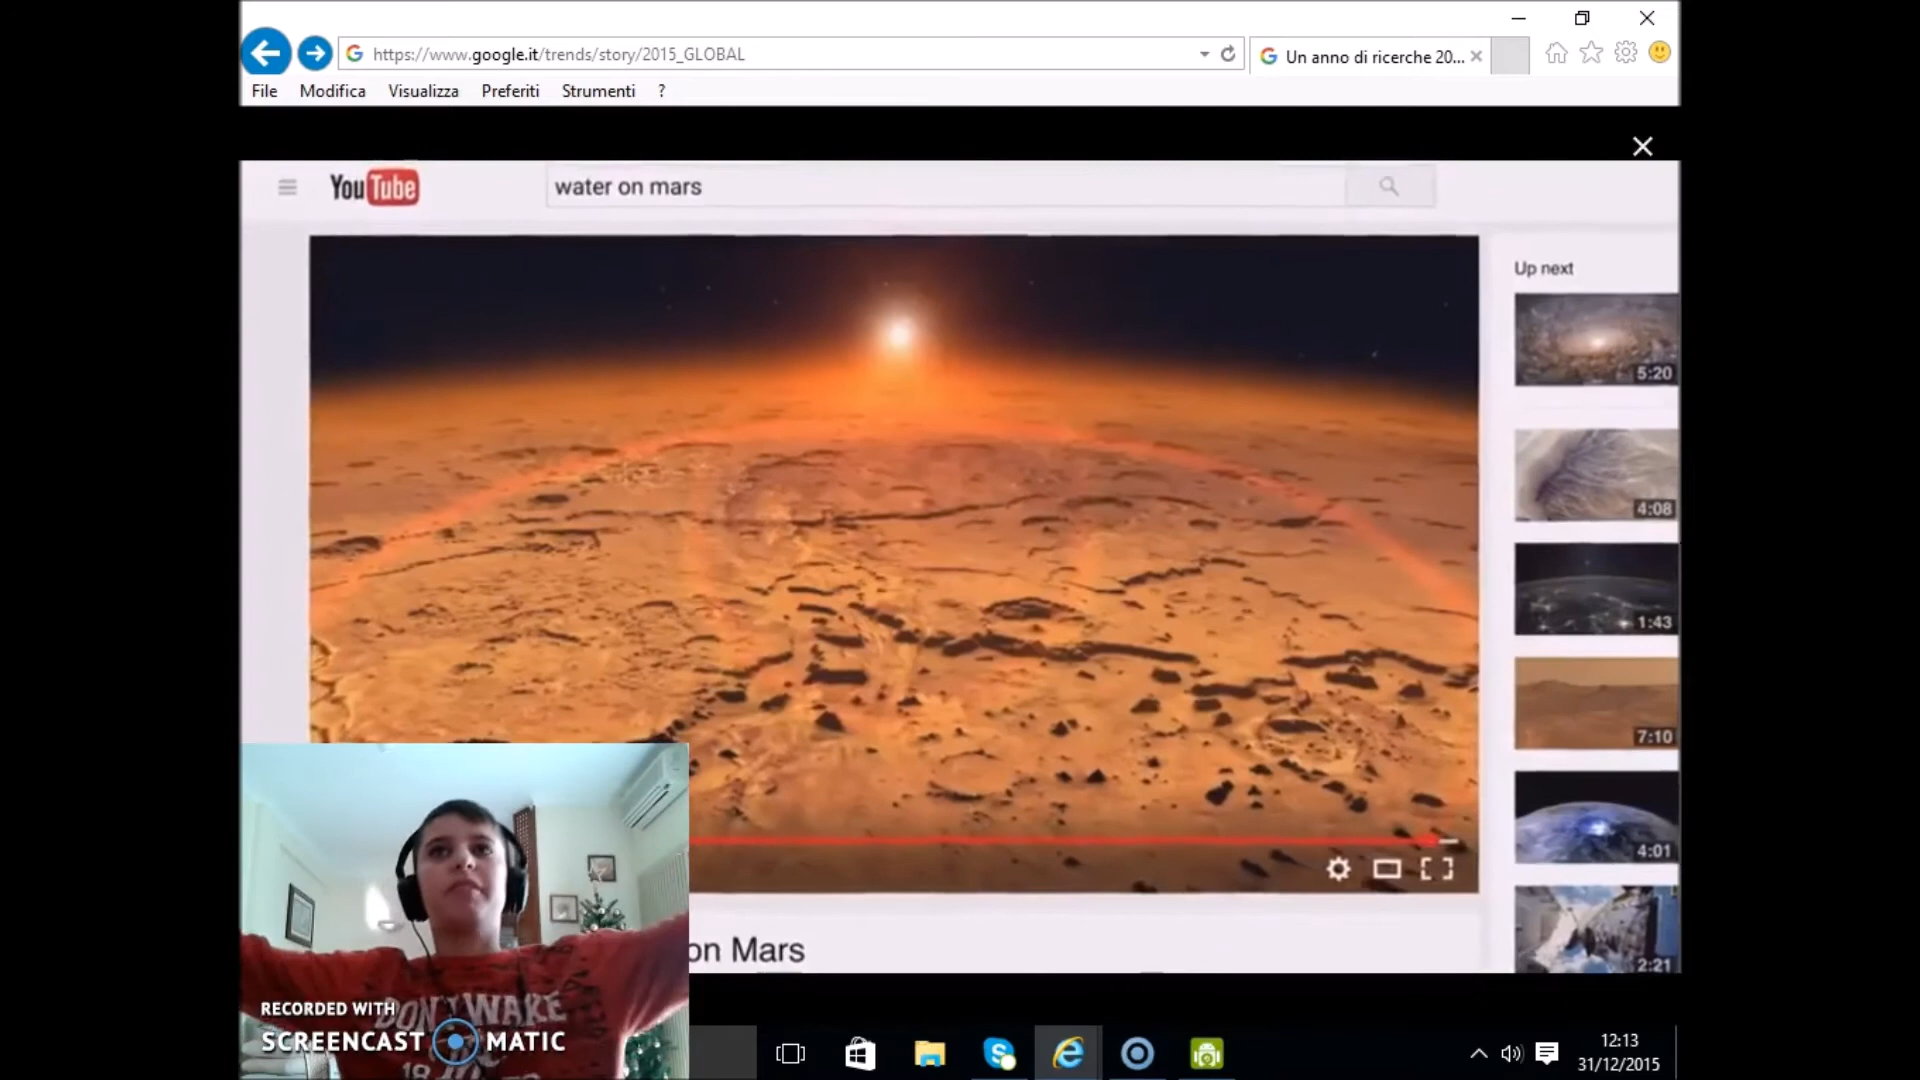 https://www.google.it/trends/story/2015_GLOBAL
Un anno di ricerche 20...
File Modifica Visualizza Preferiti Strumenti ?
YouTube
water on mars
Up next
5:20
4:08
1:43
7:10
4:01
2:21
on Mars
DON'T WAKE
RECORDED WITH
SCREENCAST MATIC
12:13
31/12/2015